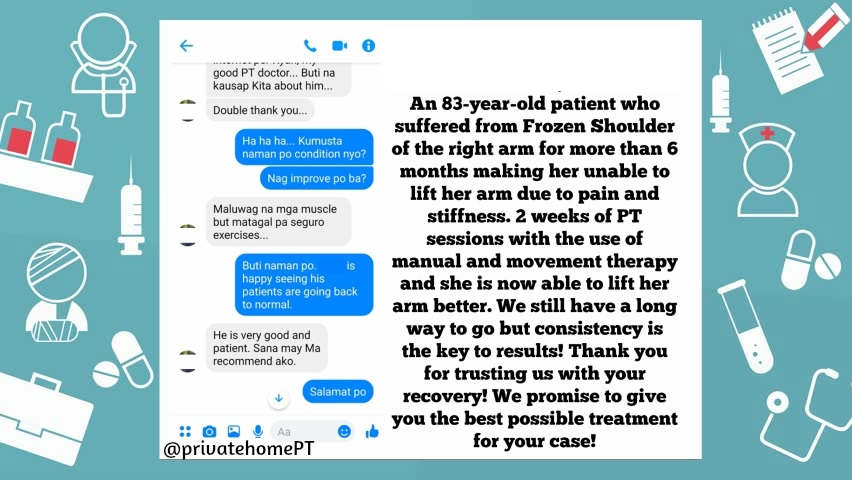 good PT doctor... Buti na
kausap Kita about him...
Double thank you...
Ha ha ha... Kumusta
naman po condition nyo?
Nag improve po ba?
Maluwag na mga muscle
but matagal pa seguro
exercises...
Buti naman po. is
happy seeing his
patients are going back
to normal.
He is very good and
patient. Sana may Ma
recommend ako.
Salamat po
Aa
@privatehomePT
An 83-year-old patient who
suffered from Frozen Shoulder
of the right arm for more than 6
months making her unable to
lift her arm due to pain and
stiffness. 2 weeks of PT
sessions with the use of
manual and movement therapy
and she is now able to lift her
arm better. We still have a long
way to go but consistency is
the key to results! Thank you
for trusting us with your
recovery! We promise to give
you the best possible treatment
for your case!